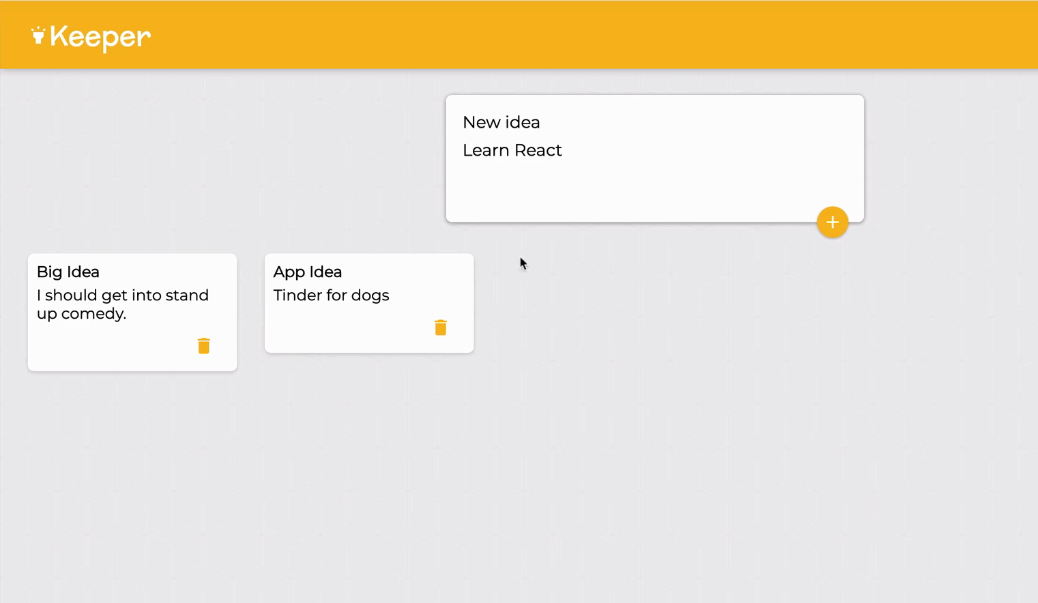 Keeper
New idea
Learn React
Big Idea
I should get into stand
up comedy.
App Idea
Tinder for dogs